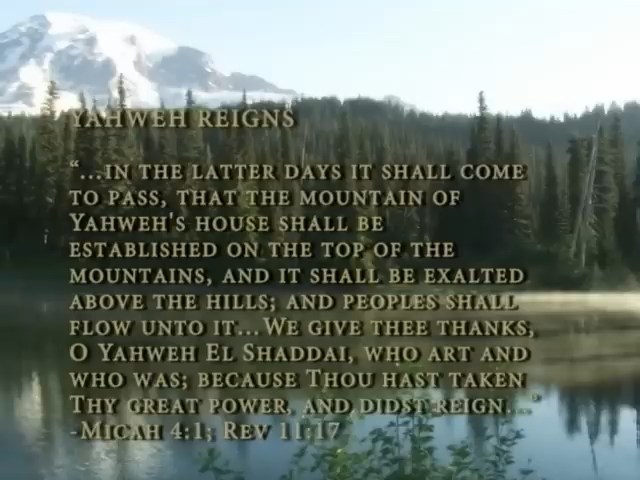 YAHWEH REIGNS
“...IN THE LATTER DAYS IT SHALL COME
TO PASS, THAT THE MOUNTAIN OF
YAHWEH'S HOUSE SHALL BE
ESTABLISHED ON THE TOP OF THE
MOUNTAINS, AND IT SHALL BE EXALTED
ABOVE THE HILLS; AND PEOPLES SHALL
FLOW UNTO IT...WE GIVE THEE THANKS,
O YAHWEH EL SHADDAI, WHO ART AND
WHO WAS; BECAUSE THOU HAST TAKEN
THY GREAT POWER, AND DIDST REIGN...”
-MICAH 4:1; REV 11:17